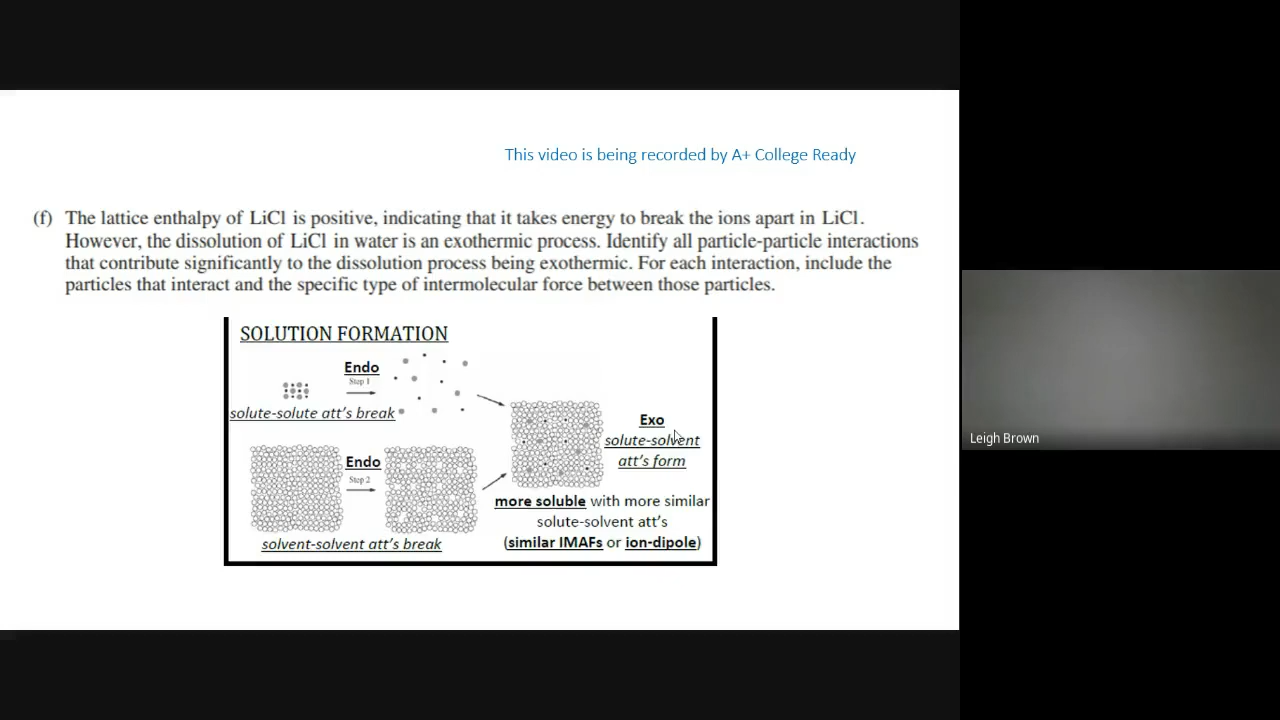 This video is being recorded by A+ College Ready
(f) The lattice enthalpy of LiCl is positive, indicating that it takes energy to break the ions apart in LiCl.
However, the dissolution of LiCl in water is an exothermic process. Identify all particle-particle interactions
that contribute significantly to the dissolution process being exothermic. For each interaction, include the
particles that interact and the specific type of intermolecular force between those particles.
SOLUTION FORMATION
Endo
Step 1
solute-solute att's break
Endo
Step 2
solvent-solvent att's break
Exo
solute-solvent
att's form
more soluble with more similar
solute-solvent att's
(similar IMAFs or ion-dipole)
Leigh Brown